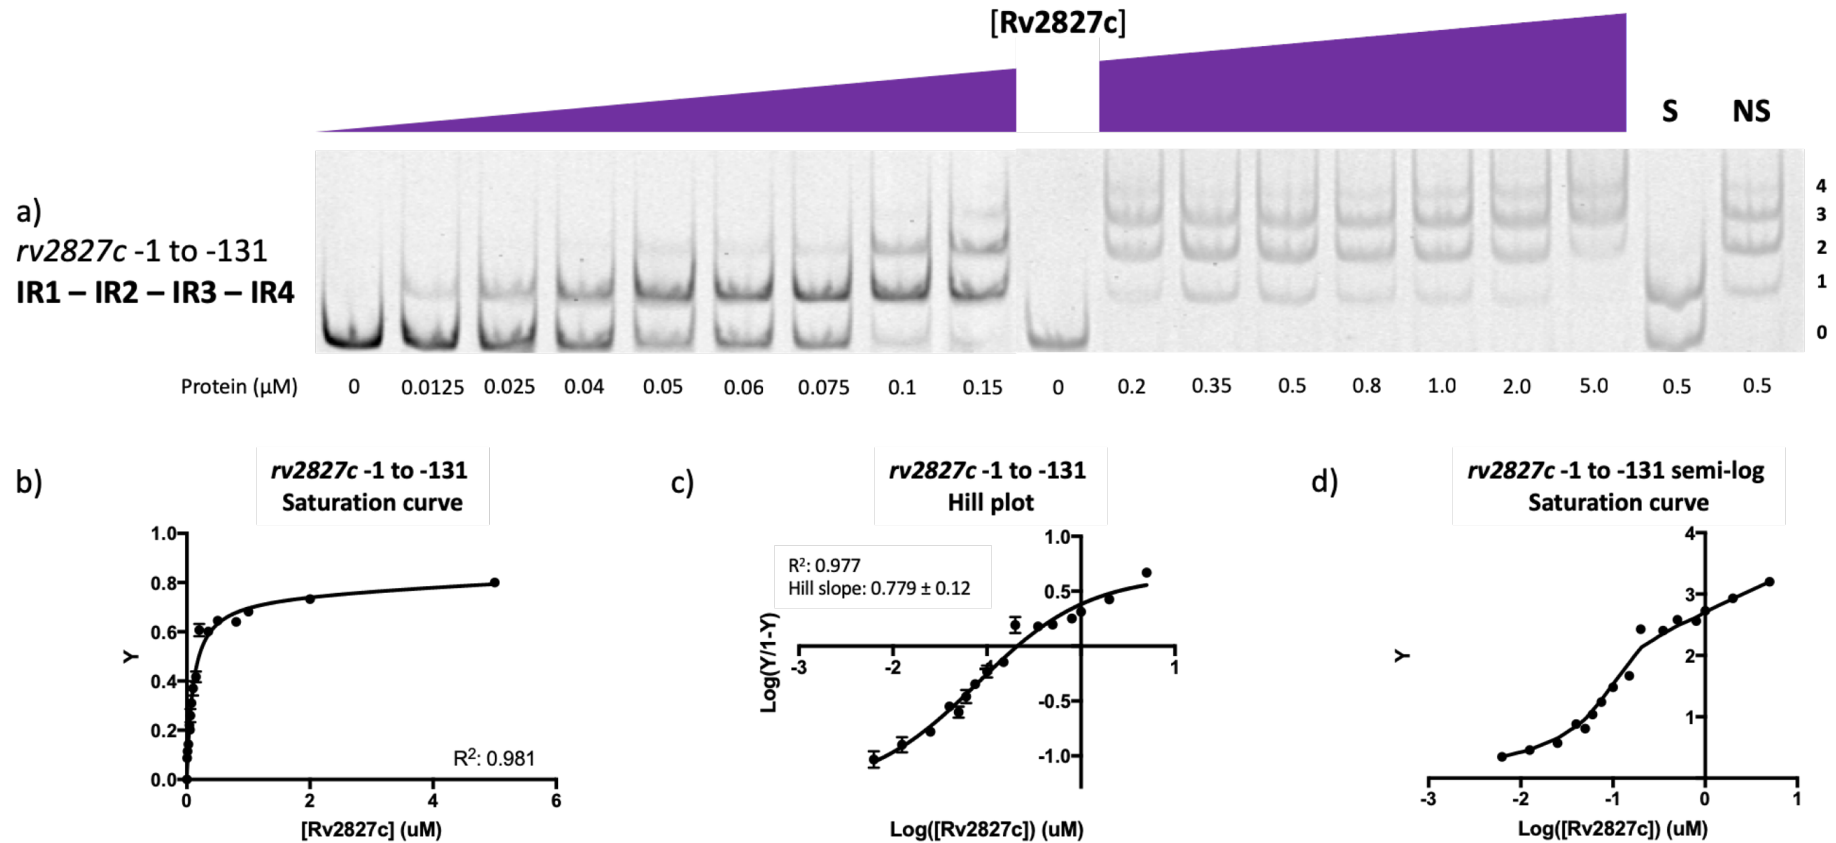 [Rv2827c]
S NS
a)
rv2827c -1 to -131
IR1 – IR2 – IR3 – IR4
4
3
2
1
0
Protein (µM) 0 0.0125 0.025 0.04 0.05 0.06 0.075 0.1 0.15 0 0.2 0.35 0.5 0.8 1.0 2.0 5.0 0.5 0.5
b)
rv2827c -1 to -131
Saturation curve
1.0
0.8
0.6
0.4
0.2
0.0
Y
R²: 0.981
0 2 4 6
[Rv2827c] (uM)
c)
rv2827c -1 to -131
Hill plot
R²: 0.977
Hill slope: 0.779 ± 0.12
1.0
0.5
-0.5
-1.0
Log(Y/1-Y)
-3 -2 -1 1
Log([Rv2827c]) (uM)
d)
rv2827c -1 to -131 semi-log
Saturation curve
4
3
2
1
Y
-3 -2 -1 0 1
Log([Rv2827c]) (uM)